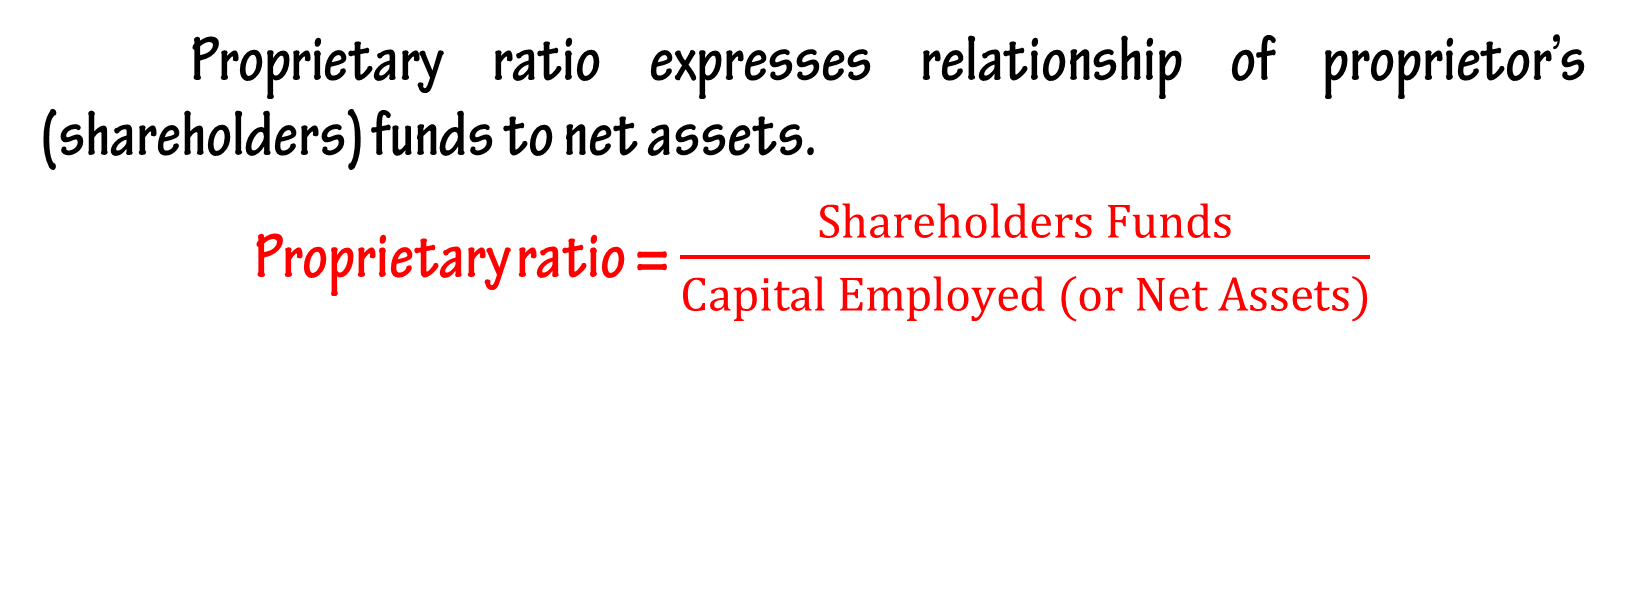 Proprietary ratio expresses relationship of proprietor’s
(shareholders) funds to net assets.
Shareholders Funds
Proprietary ratio =
Capital Employed (or Net Assets)